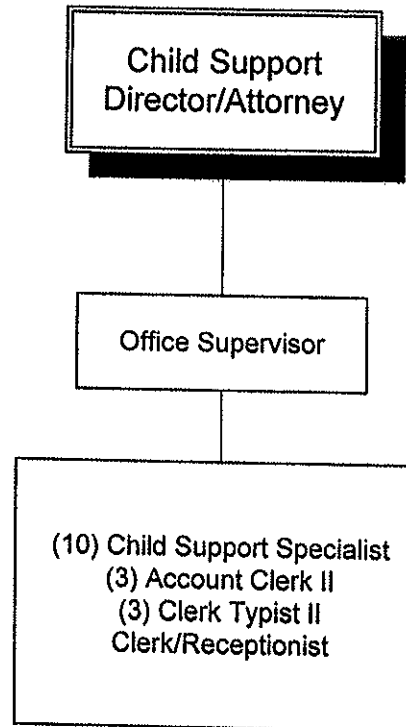 Child Support
Director/Attorney
Office Supervisor
(10) Child Support Specialist
(3) Account Clerk II
(3) Clerk Typist II
Clerk/Receptionist